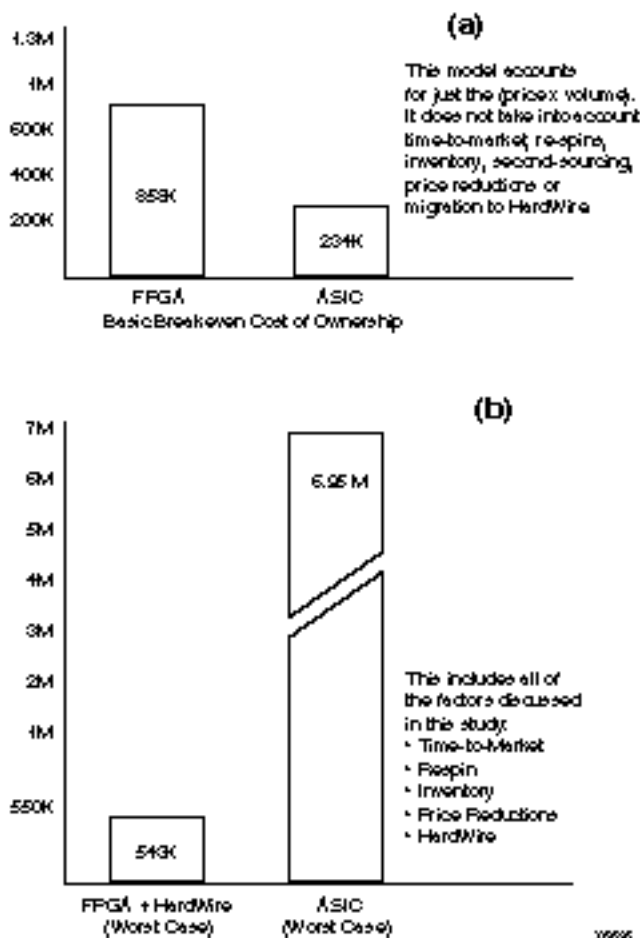 (a)
1.3M
1M
600K
400K
200K
This model accounts
for just the (price x volume).
It does not take into account
time-to-market, re-spins,
inventory, second-sourcing,
price reductions or
migration to HardWire
234K
FPGA
ASIC
Basic Breakeven Cost of Ownership
(b)
7M
6M
5M
4M
3M
2M
1M
550K
6.95 M
This includes all of
the factors discussed
in this study:
• Time-to-Market
• Respin
• Inventory
• Price Reductions
• HardWire
543K
FPGA + HardWire
(Worst Case)
ASIC
(Worst Case)